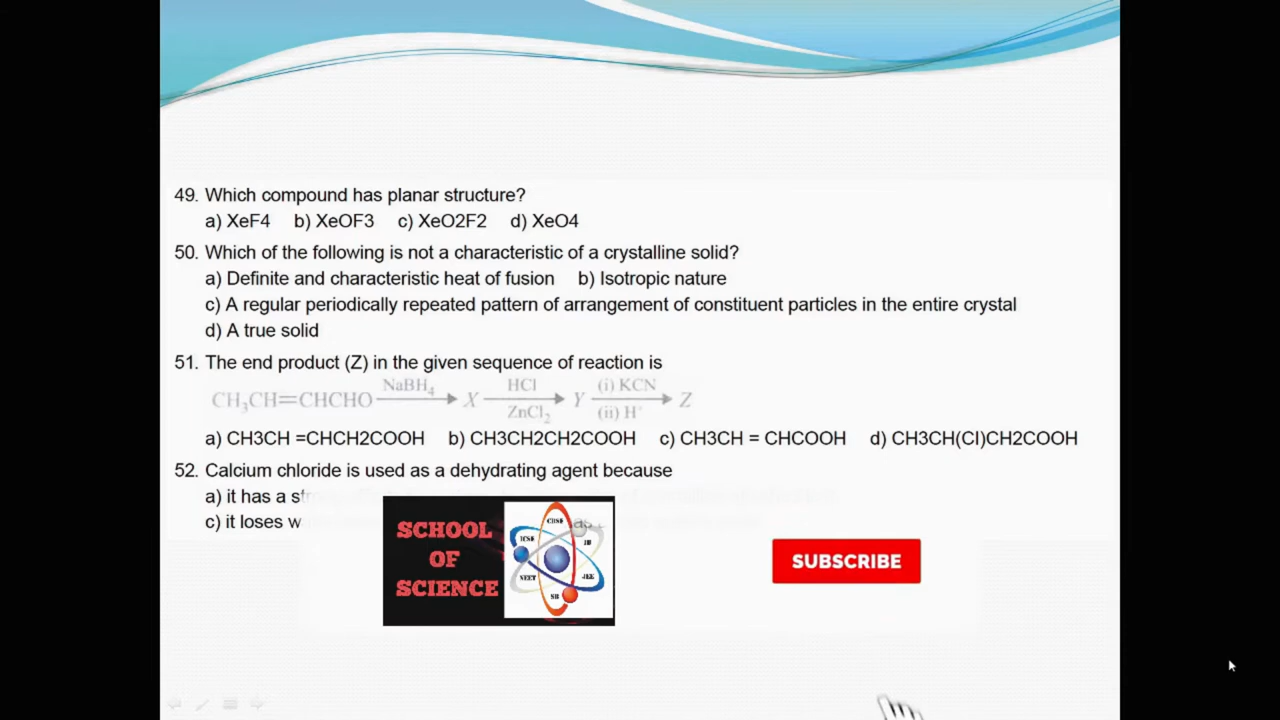 49. Which compound has planar structure?
a) XeF4 b) XeOF3 c) XeO2F2 d) XeO4
50. Which of the following is not a characteristic of a crystalline solid?
a) Definite and characteristic heat of fusion b) Isotropic nature
c) A regular periodically repeated pattern of arrangement of constituent particles in the entire crystal
d) A true solid
51. The end product (Z) in the given sequence of reaction is
CH3CH=CHCHO NaBH4 X HCl ZnCl2 Y (i) KCN (ii) H+ Z
a) CH3CH =CHCH2COOH b) CH3CH2CH2COOH c) CH3CH = CHCOOH d) CH3CH(Cl)CH2COOH
52. Calcium chloride is used as a dehydrating agent because
a) it has a
c) it loses
SCHOOL
OF
SCIENCE
CBSE
ICSE
JEE
NEET
SUBSCRIBE